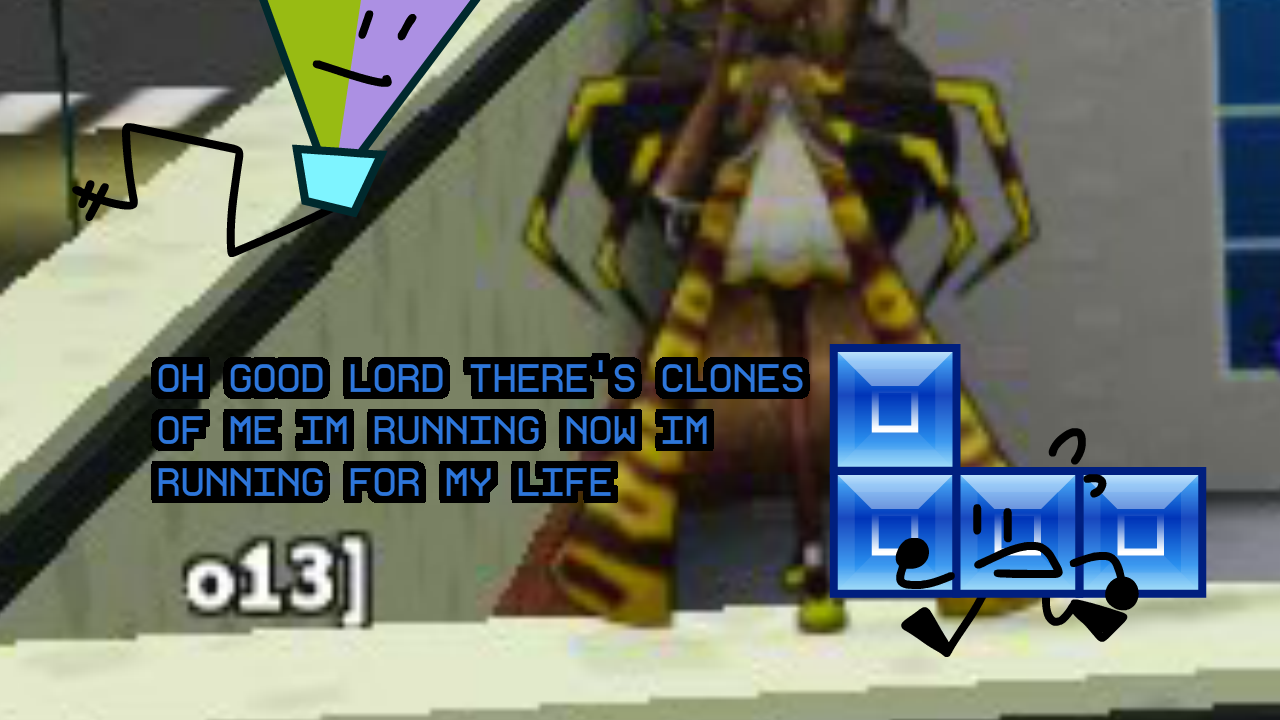 OH GOOD LORD THERE'S CLONES
OF ME IM RUNNING NOW IM
RUNNING FOR MY LIFE
o13]